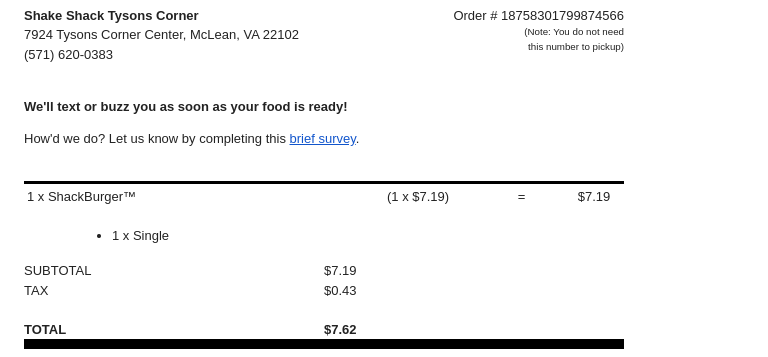 Shake Shack Tysons Corner
Order # 18758301799874566
7924 Tysons Corner Center, McLean, VA 22102
(Note: You do not need
this number to pickup)
(571) 620-0383
We'll text or buzz you as soon as your food is ready!
How'd we do? Let us know by completing this brief survey.
1 x ShackBurger™ (1 x $7.19) = $7.19
• 1 x Single
SUBTOTAL $7.19
TAX $0.43
TOTAL $7.62